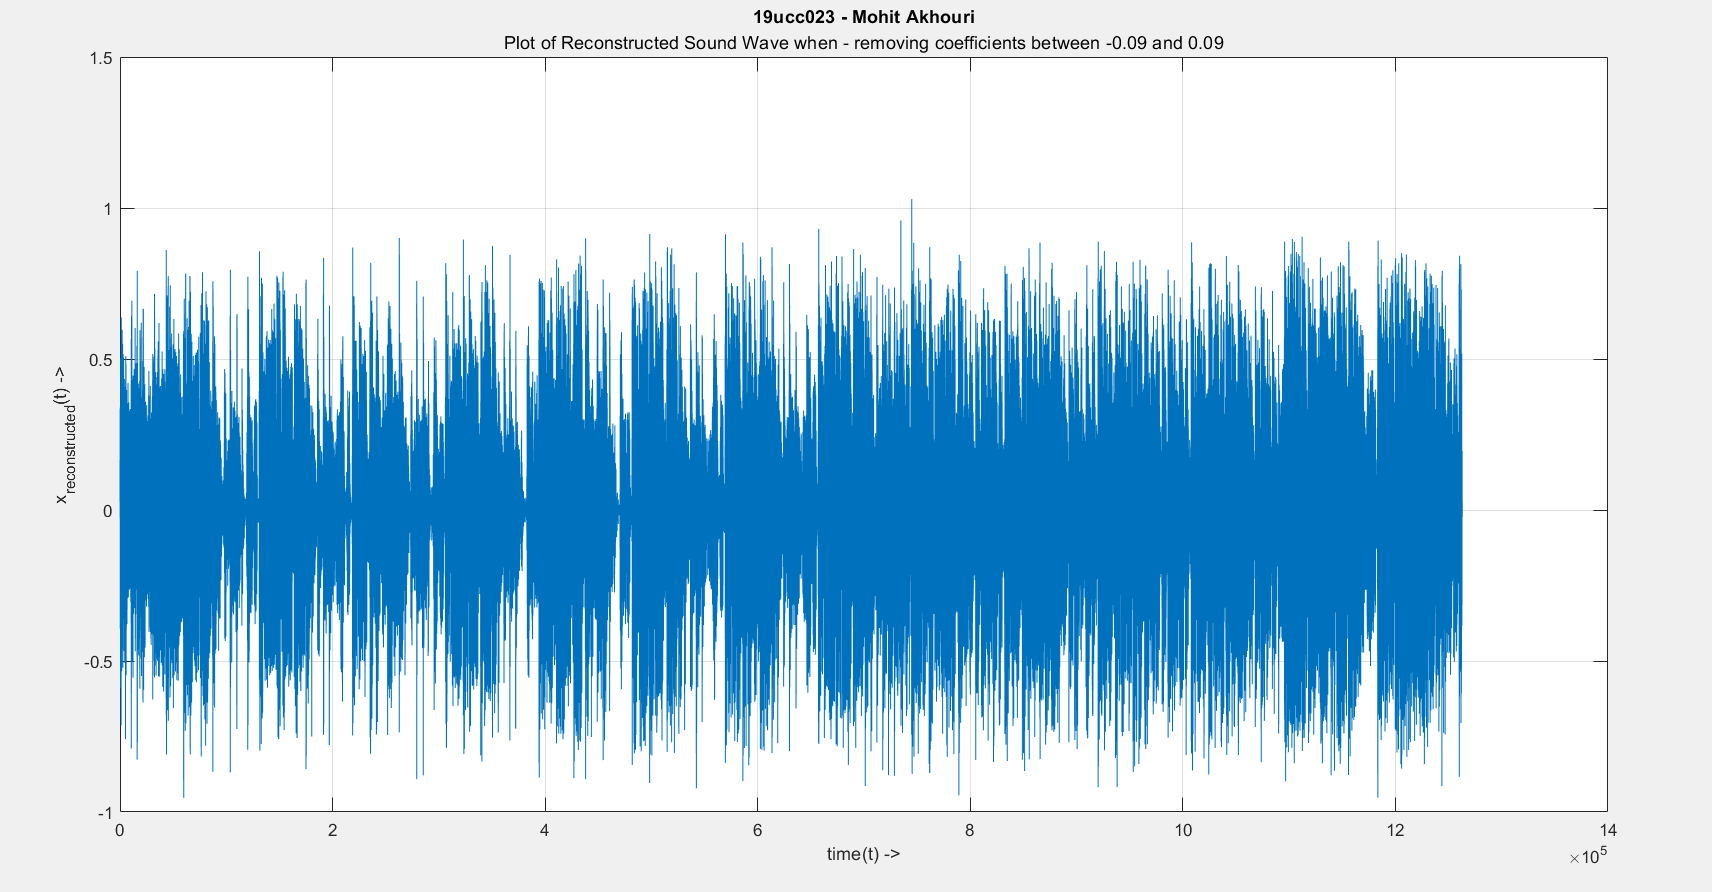 19ucc023 - Mohit Akhouri
Plot of Reconstructed Sound Wave when - removing coefficients between -0.09 and 0.09
1.5
1
0.5
0
-0.5
-1
x_reconstructed(t) ->
0 2 4 6 8 10 12 14
time(t) ->
×10^5